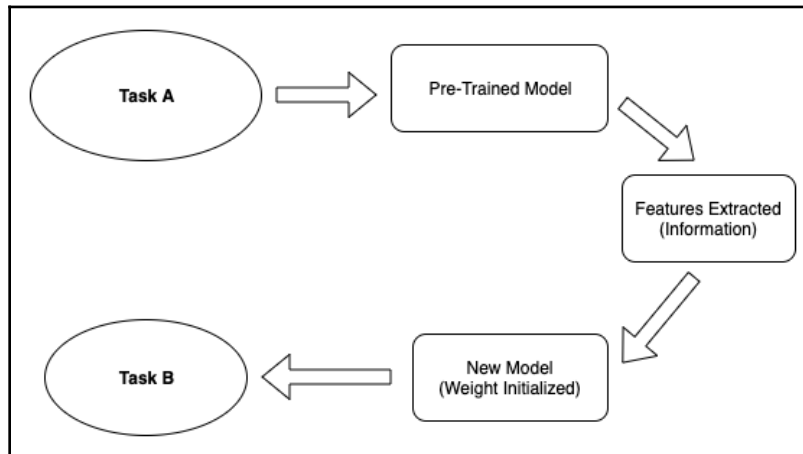 Task A
Pre-Trained Model
Features Extracted
(Information)
New Model
(Weight Initialized)
Task B